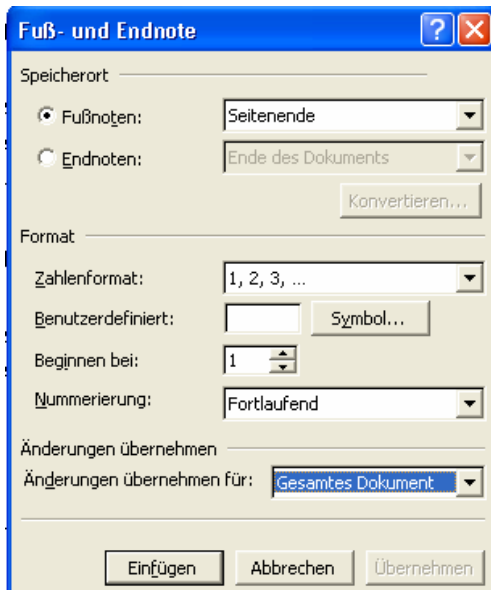 Fuß- und Endnote
Speicherort
Fußnoten: Seitenende
Endnoten: Ende des Dokuments
Konvertieren...
Format
Zahlenformat: 1, 2, 3, ...
Benutzerdefiniert: Symbol...
Beginnen bei: 1
Nummerierung: Fortlaufend
Änderungen übernehmen
Änderungen übernehmen für: Gesamtes Dokument
Einfügen Abbrechen Übernehmen